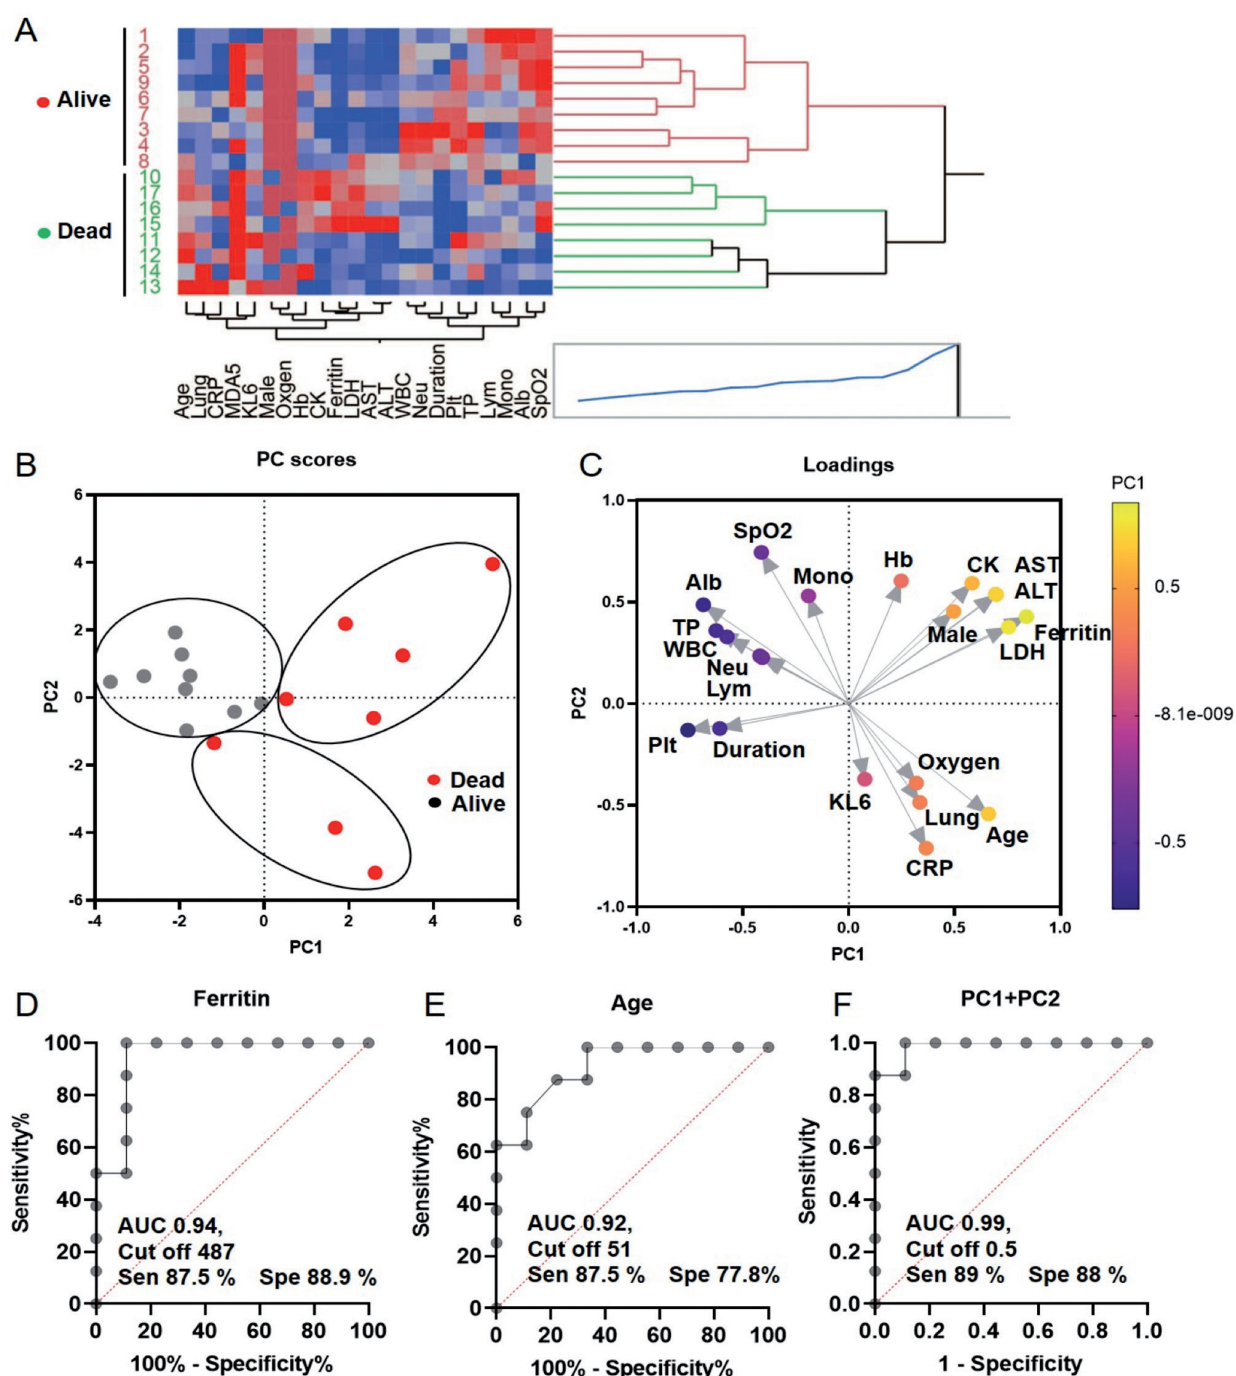 A
Alive
Dead
1
2
5
9
6
7
3
4
8
10
17
16
15
11
12
14
13
Age
Lung
CRP
MDA5
KL6
Male
Oxgen
Hb
CK
Ferritin
LDH
AST
ALT
WBC
Neu
Duration
Plt
TP
Lym
Mono
Alb
SpO2
B
PC scores
6
4
2
0
-2
-4
-6
PC2
-4
-2
0
2
4
6
PC1
Dead
Alive
C
Loadings
1.0
0.5
0.0
-0.5
-1.0
PC2
-1.0
-0.5
0.0
0.5
1.0
PC1
SpO2
Alb
Mono
Hb
CK
AST
ALT
TP
WBC
Neu
Lym
Male
Ferritin
LDH
Plt
Duration
KL6
Oxygen
Lung
Age
CRP
PC1
0.5
-8.1e-009
-0.5
D
Ferritin
100
80
60
40
20
0
Sensitivity%
AUC 0.94,
Cut off 487
Sen 87.5 % Spe 88.9 %
0 20 40 60 80 100
100% - Specificity%
E
Age
100
80
60
40
20
0
Sensitivity%
AUC 0.92,
Cut off 51
Sen 87.5 % Spe 77.8%
0 20 40 60 80 100
100% - Specificity%
F
PC1+PC2
1.0
0.8
0.6
0.4
0.2
0.0
Sensitivity
AUC 0.99,
Cut off 0.5
Sen 89 % Spe 88 %
0.0 0.2 0.4 0.6 0.8 1.0
1 - Specificity